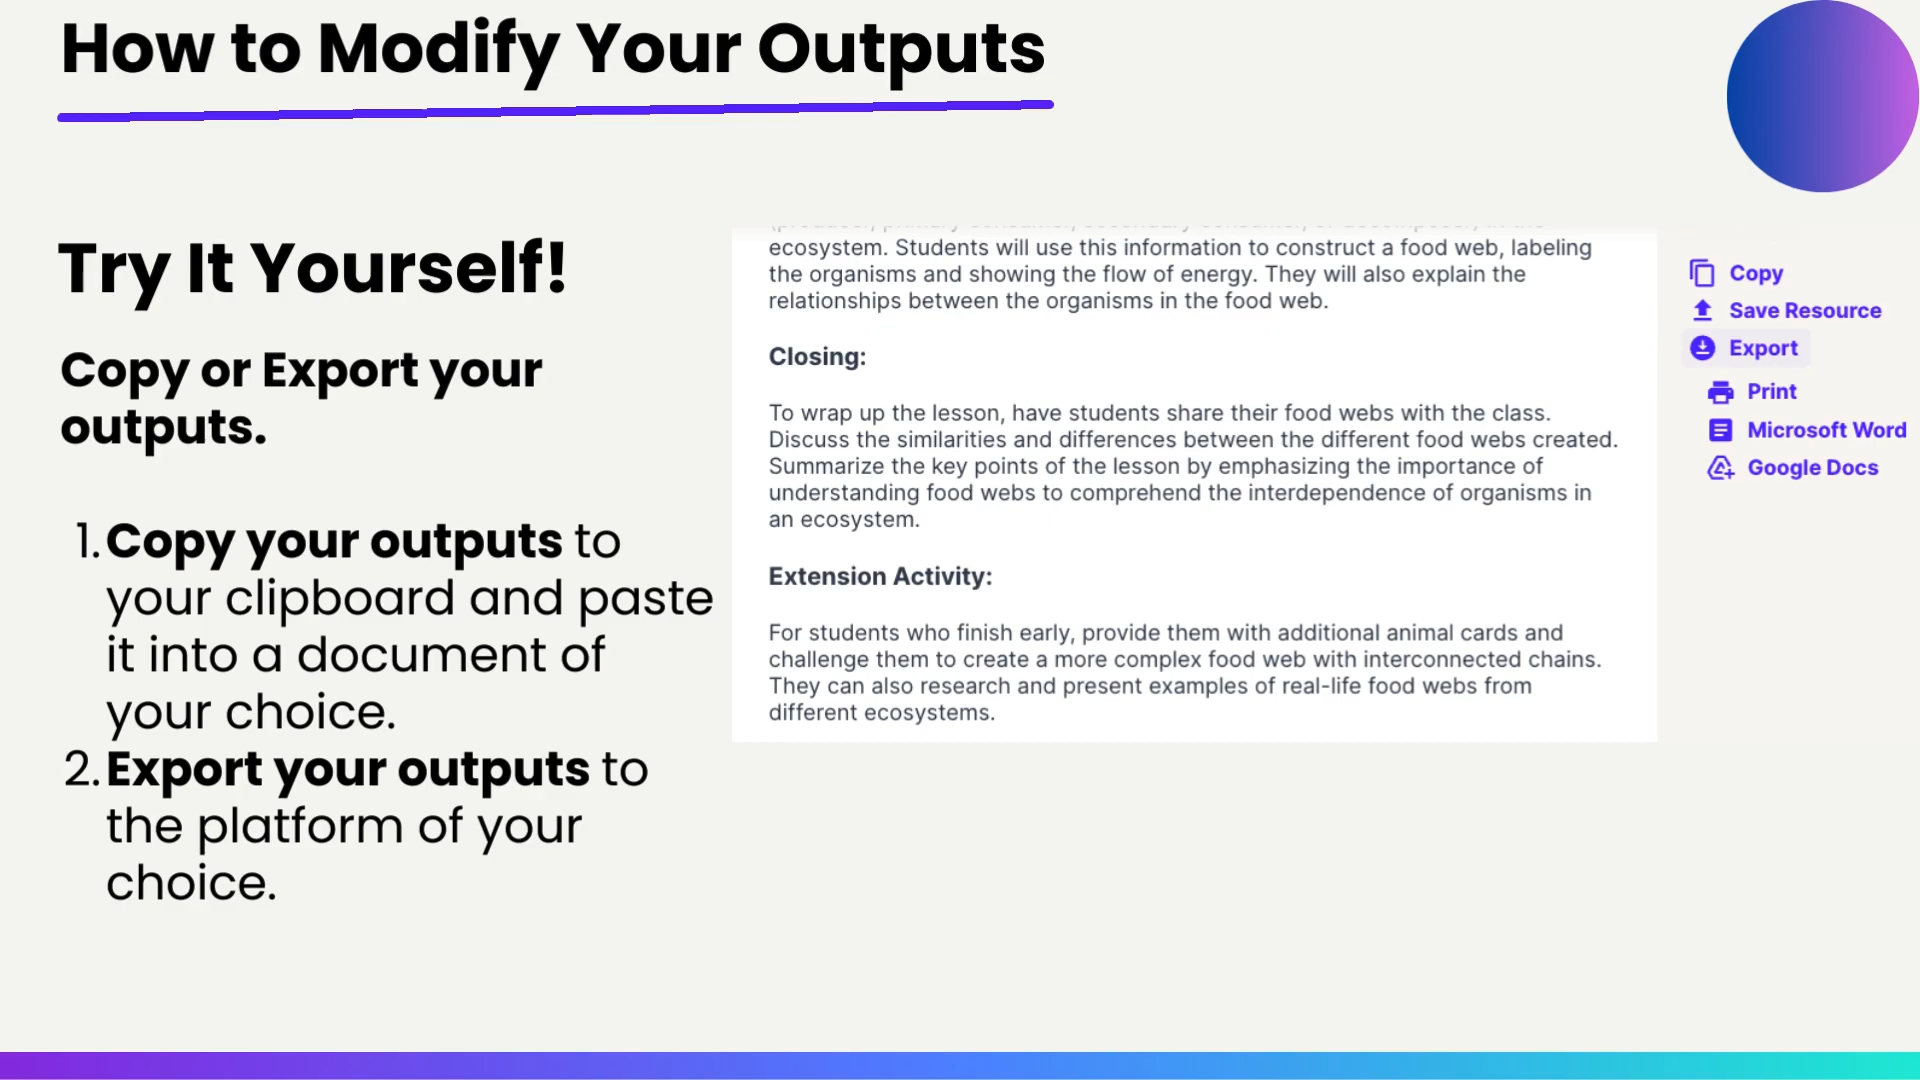 How to Modify Your Outputs
Try It Yourself!
Copy or Export your
outputs.
1. Copy your outputs to
your clipboard and paste
it into a document of
your choice.
2. Export your outputs to
the platform of your
choice.
ecosystem. Students will use this information to construct a food web, labeling
the organisms and showing the flow of energy. They will also explain the
relationships between the organisms in the food web.
Closing:
To wrap up the lesson, have students share their food webs with the class.
Discuss the similarities and differences between the different food webs created.
Summarize the key points of the lesson by emphasizing the importance of
understanding food webs to comprehend the interdependence of organisms in
an ecosystem.
Extension Activity:
For students who finish early, provide them with additional animal cards and
challenge them to create a more complex food web with interconnected chains.
They can also research and present examples of real-life food webs from
different ecosystems.
Copy
Save Resource
Export
Print
Microsoft Word
Google Docs